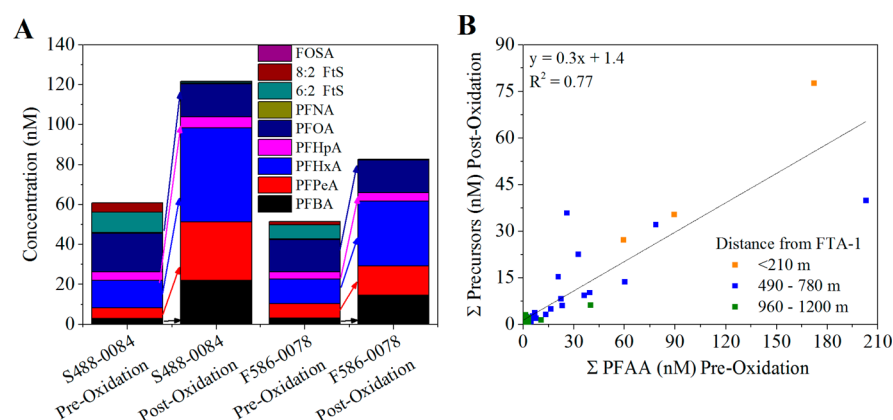 A
Concentration (nM)
140
120
100
80
60
40
20
0
FOSA
8:2 FtS
6:2 FtS
PFNA
PFOA
PFHpA
PFHxA
PFPeA
PFBA
S488-0084
Pre-Oxidation
S488-0084
Post-Oxidation
F586-0078
Pre-Oxidation
F586-0078
Post-Oxidation
B
Σ Precursors (nM) Post-Oxidation
90
75
60
45
30
15
0
y = 0.3x + 1.4
R² = 0.77
Distance from FTA-1
<210 m
490 - 780 m
960 - 1200 m
0 30 60 90 120 150 180 210
Σ PFAA (nM) Pre-Oxidation